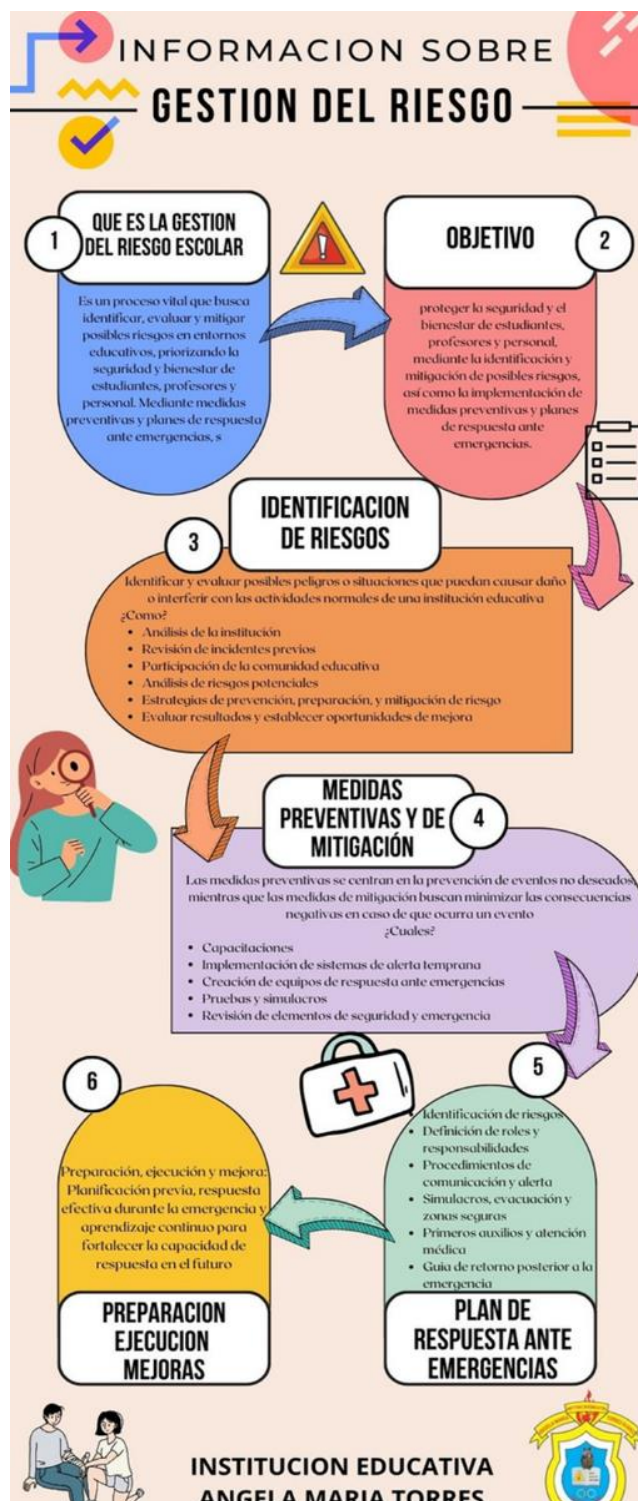 INFORMACION SOBRE
GESTION DEL RIESGO
1
QUE ES LA GESTION
DEL RIESGO ESCOLAR
Es un proceso vital que busca
identificar, evaluar y mitigar
posibles riesgos en entornos
educativos, priorizando la
seguridad y bienestar de
estudiantes, profesores y
personal. Mediante medidas
preventivas y planes de respuesta
ante emergencias, s
OBJETIVO
2
proteger la seguridad y el
bienestar de estudiantes,
profesores y personal,
mediante la identificación y
mitigación de posibles riesgos,
así como la implementación de
medidas preventivas y planes
de respuesta ante
emergencias.
3
IDENTIFICACION
DE RIESGOS
Identificar y evaluar posibles peligros o situaciones que puedan causar daño
o interferir con las actividades normales de una institución educativa
¿Como?
• Análisis de la institución
• Revisión de incidentes previos
• Participación de la comunidad educativa
• Análisis de riesgos potenciales
• Estrategias de prevención, preparación, y mitigación de riesgo
• Evaluar resultados y establecer oportunidades de mejora
MEDIDAS
PREVENTIVAS Y DE
MITIGACIÓN
4
Las medidas preventivas se centran en la prevención de eventos no deseados,
mientras que las medidas de mitigación buscan minimizar las consecuencias
negativas en caso de que ocurra un evento
¿Cuales?
• Capacitaciones
• Implementación de sistemas de alerta temprana
• Creación de equipos de respuesta ante emergencias
• Pruebas y simulacros
• Revisión de elementos de seguridad y emergencia
5
• Identificación de riesgos
• Definición de roles y
responsabilidades
• Procedimientos de
comunicación y alerta
• Simulacros, evacuación y
zonas seguras
• Primeros auxilios y atención
médica
• Guia de retorno posterior a la
emergencia
PLAN DE
RESPUESTA ANTE
EMERGENCIAS
6
Preparación, ejecución y mejora:
Planificación previa, respuesta
efectiva durante la emergencia y
aprendizaje continuo para
fortalecer la capacidad de
respuesta en el futuro
PREPARACION
EJECUCION
MEJORAS
INSTITUCION EDUCATIVA
ANGELA MARIA TORRES